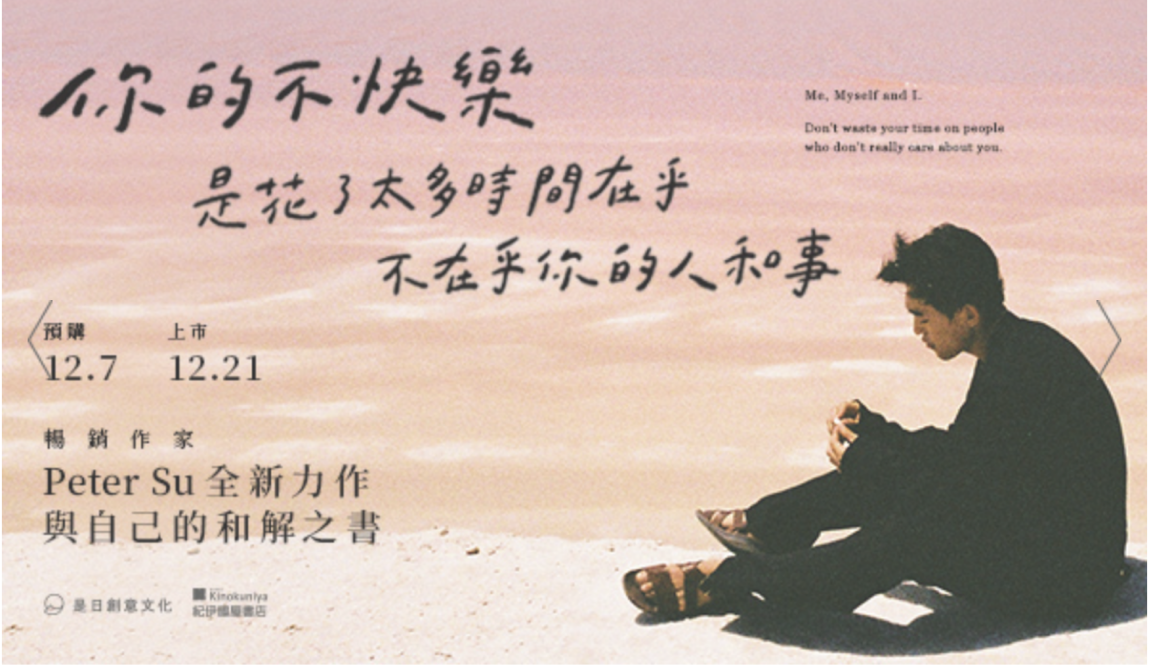 你的不快樂
是花了太多時間在乎
不在乎你的人和事
Me, Myself and I.
Don't waste your time on people
who don't really care about you.
預購 上市
12.7 12.21
暢銷作家
Peter Su 全新力作
與自己的和解之書
是日創意文化
Kinokuniya
紀伊國屋書店